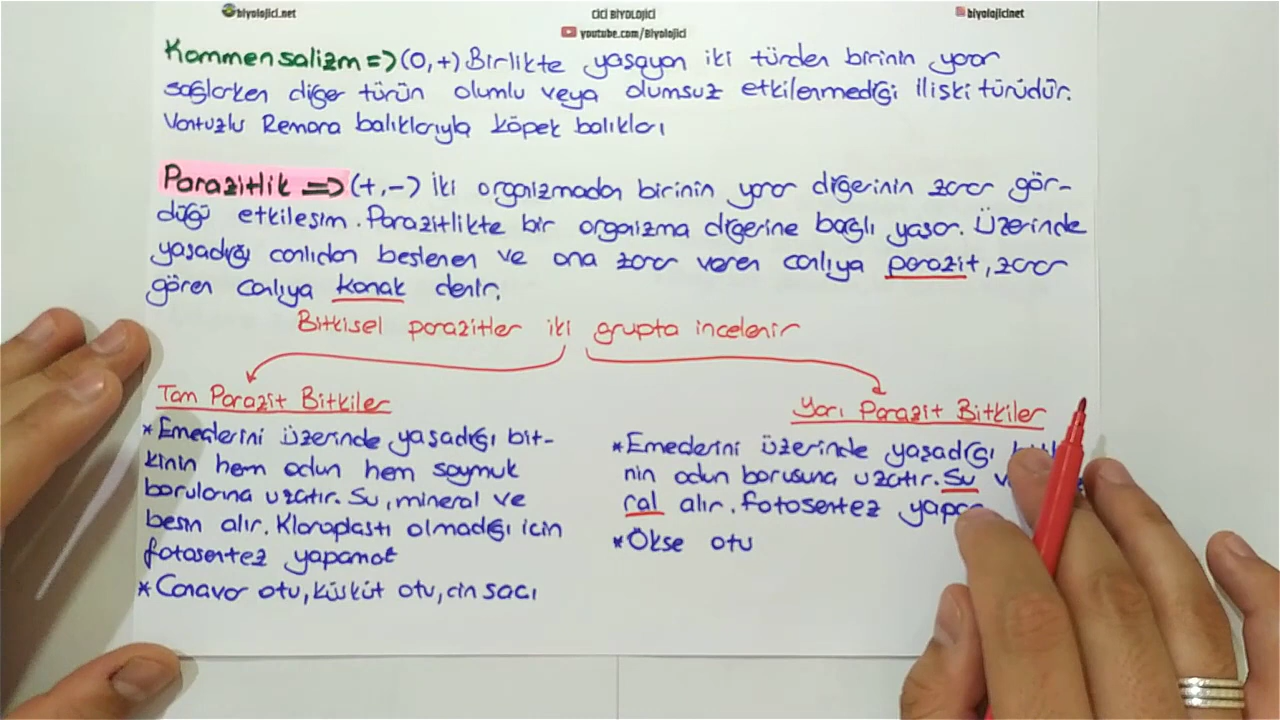 biyolojici.net
CİCİ BİYOLOJİCİ
youtube.com/Biyolojici
biyolojicinet
Kommensalizm => (0,+) Birlikte yaşayan iki türden birinin yarar
sağlarken diğer türün olumlu veya olumsuz etkilenmediği ilişki türüdür.
Vantuzlu Remora balıklarıyla köpek balıkları
Parazitlik => (+,-) İki organizmadan birinin yarar diğerinin zarar gör-
düğü etkileşim. Parazitlikte bir organizma diğerine bağlı yaşar. Üzerinde
yaşadığı canlıdan beslenen ve ona zarar veren canlıya parazit, zarar
gören canlıya konak denir.
Bitkisel parazitler iki grupta incelenir
Tam Parazit Bitkiler
*Emeçlerini üzerinde yaşadığı bit-
kinin hem odun hem soymuk
borularına uzatır. Su, mineral ve
besin alır. Kloroplastı olmadığı için
fotosentez yapamaz
*Canavar otu, küsküt otu, cin saçı
Yarı Parazit Bitkiler
*Emeçlerini üzerinde yaşadığı
nin odun borusuna uzatır. Su
ral alır. fotosentez
*Ökse otu